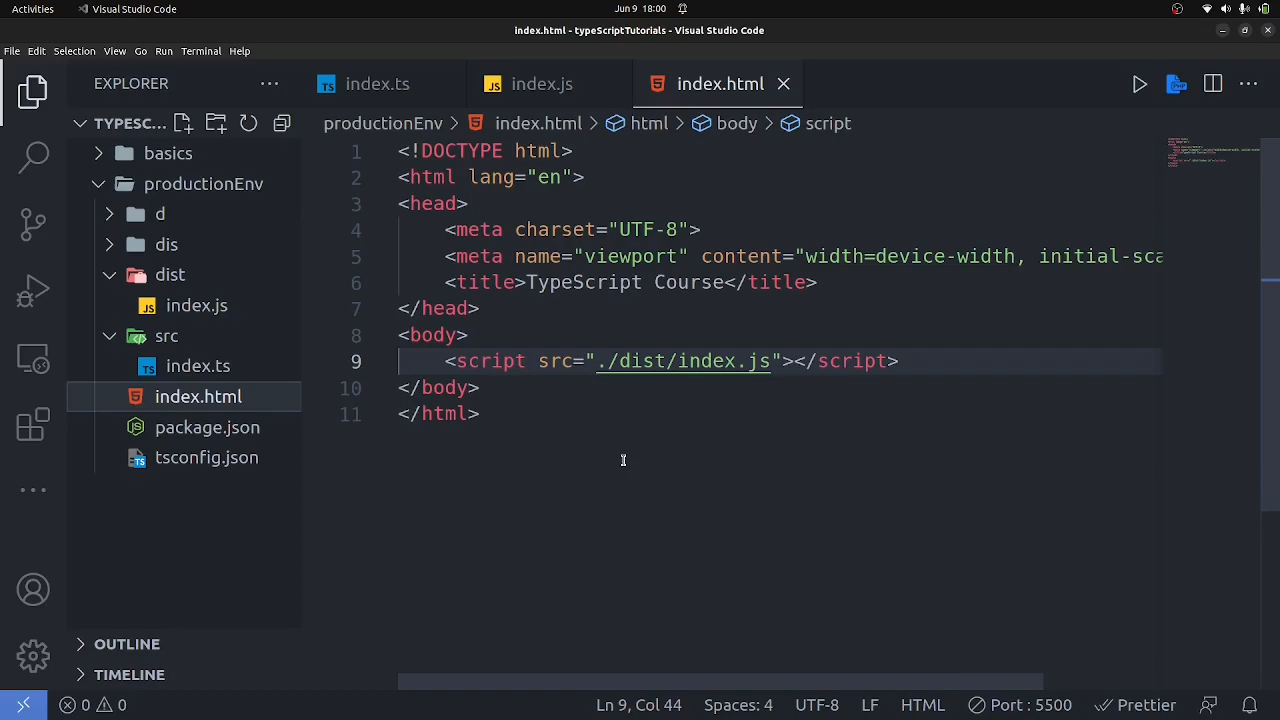 Activities
Visual Studio Code
Jun 9 18:00
index.html - typeScriptTutorials - Visual Studio Code
File Edit Selection View Go Run Terminal Help
EXPLORER
TYPESC...
basics
productionEnv
d
dis
dist
JS index.js
src
TS index.ts
index.html
package.json
tsconfig.json
OUTLINE
TIMELINE
TS index.ts
JS index.js
index.html
productionEnv > index.html > html > body > script
1 <!DOCTYPE html>
2 <html lang="en">
3 <head>
4 <meta charset="UTF-8">
5 <meta name="viewport" content="width=device-width, initial-sca
6 <title>TypeScript Course</title>
7 </head>
8 <body>
9 <script src="./dist/index.js"></script>
10 </body>
11 </html>
0 0
Ln 9, Col 44
Spaces: 4
UTF-8
LF
HTML
Port : 5500
Prettier